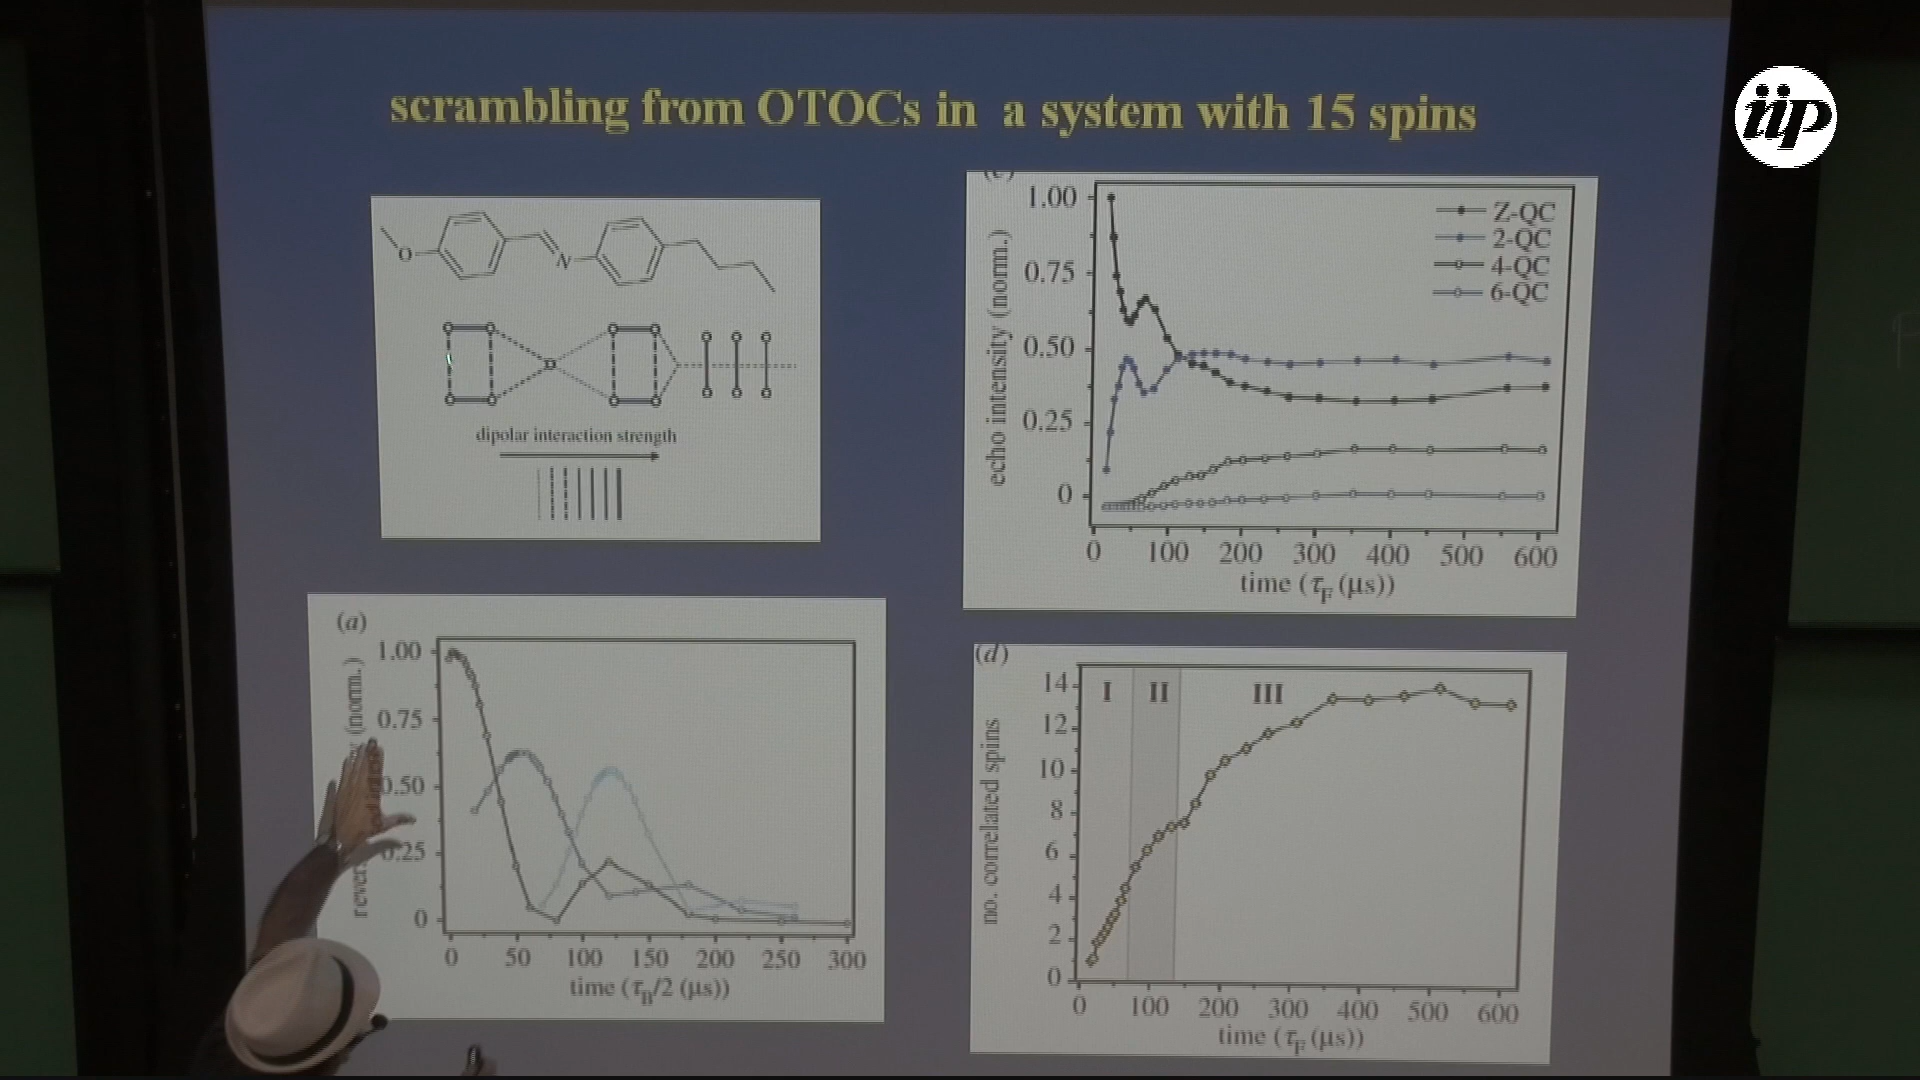 scrambling from OTOCs in a system with 15 spins
iip
O
N
dipolar interaction strength
(c)
1.00
0.75
0.50
0.25
0
echo intensity (norm.)
Z-QC
2-QC
4-QC
6-QC
0 100 200 300 400 500 600
time (τF (μs))
(a)
1.00
0.75
0.50
0.25
0
(norm.)
0 50 100 150 200 250 300
time (τB/2 (μs))
(d)
14
12
10
8
6
4
2
0
no. correlated spins
I II III
0 100 200 300 400 500 600
time (τF (μs))